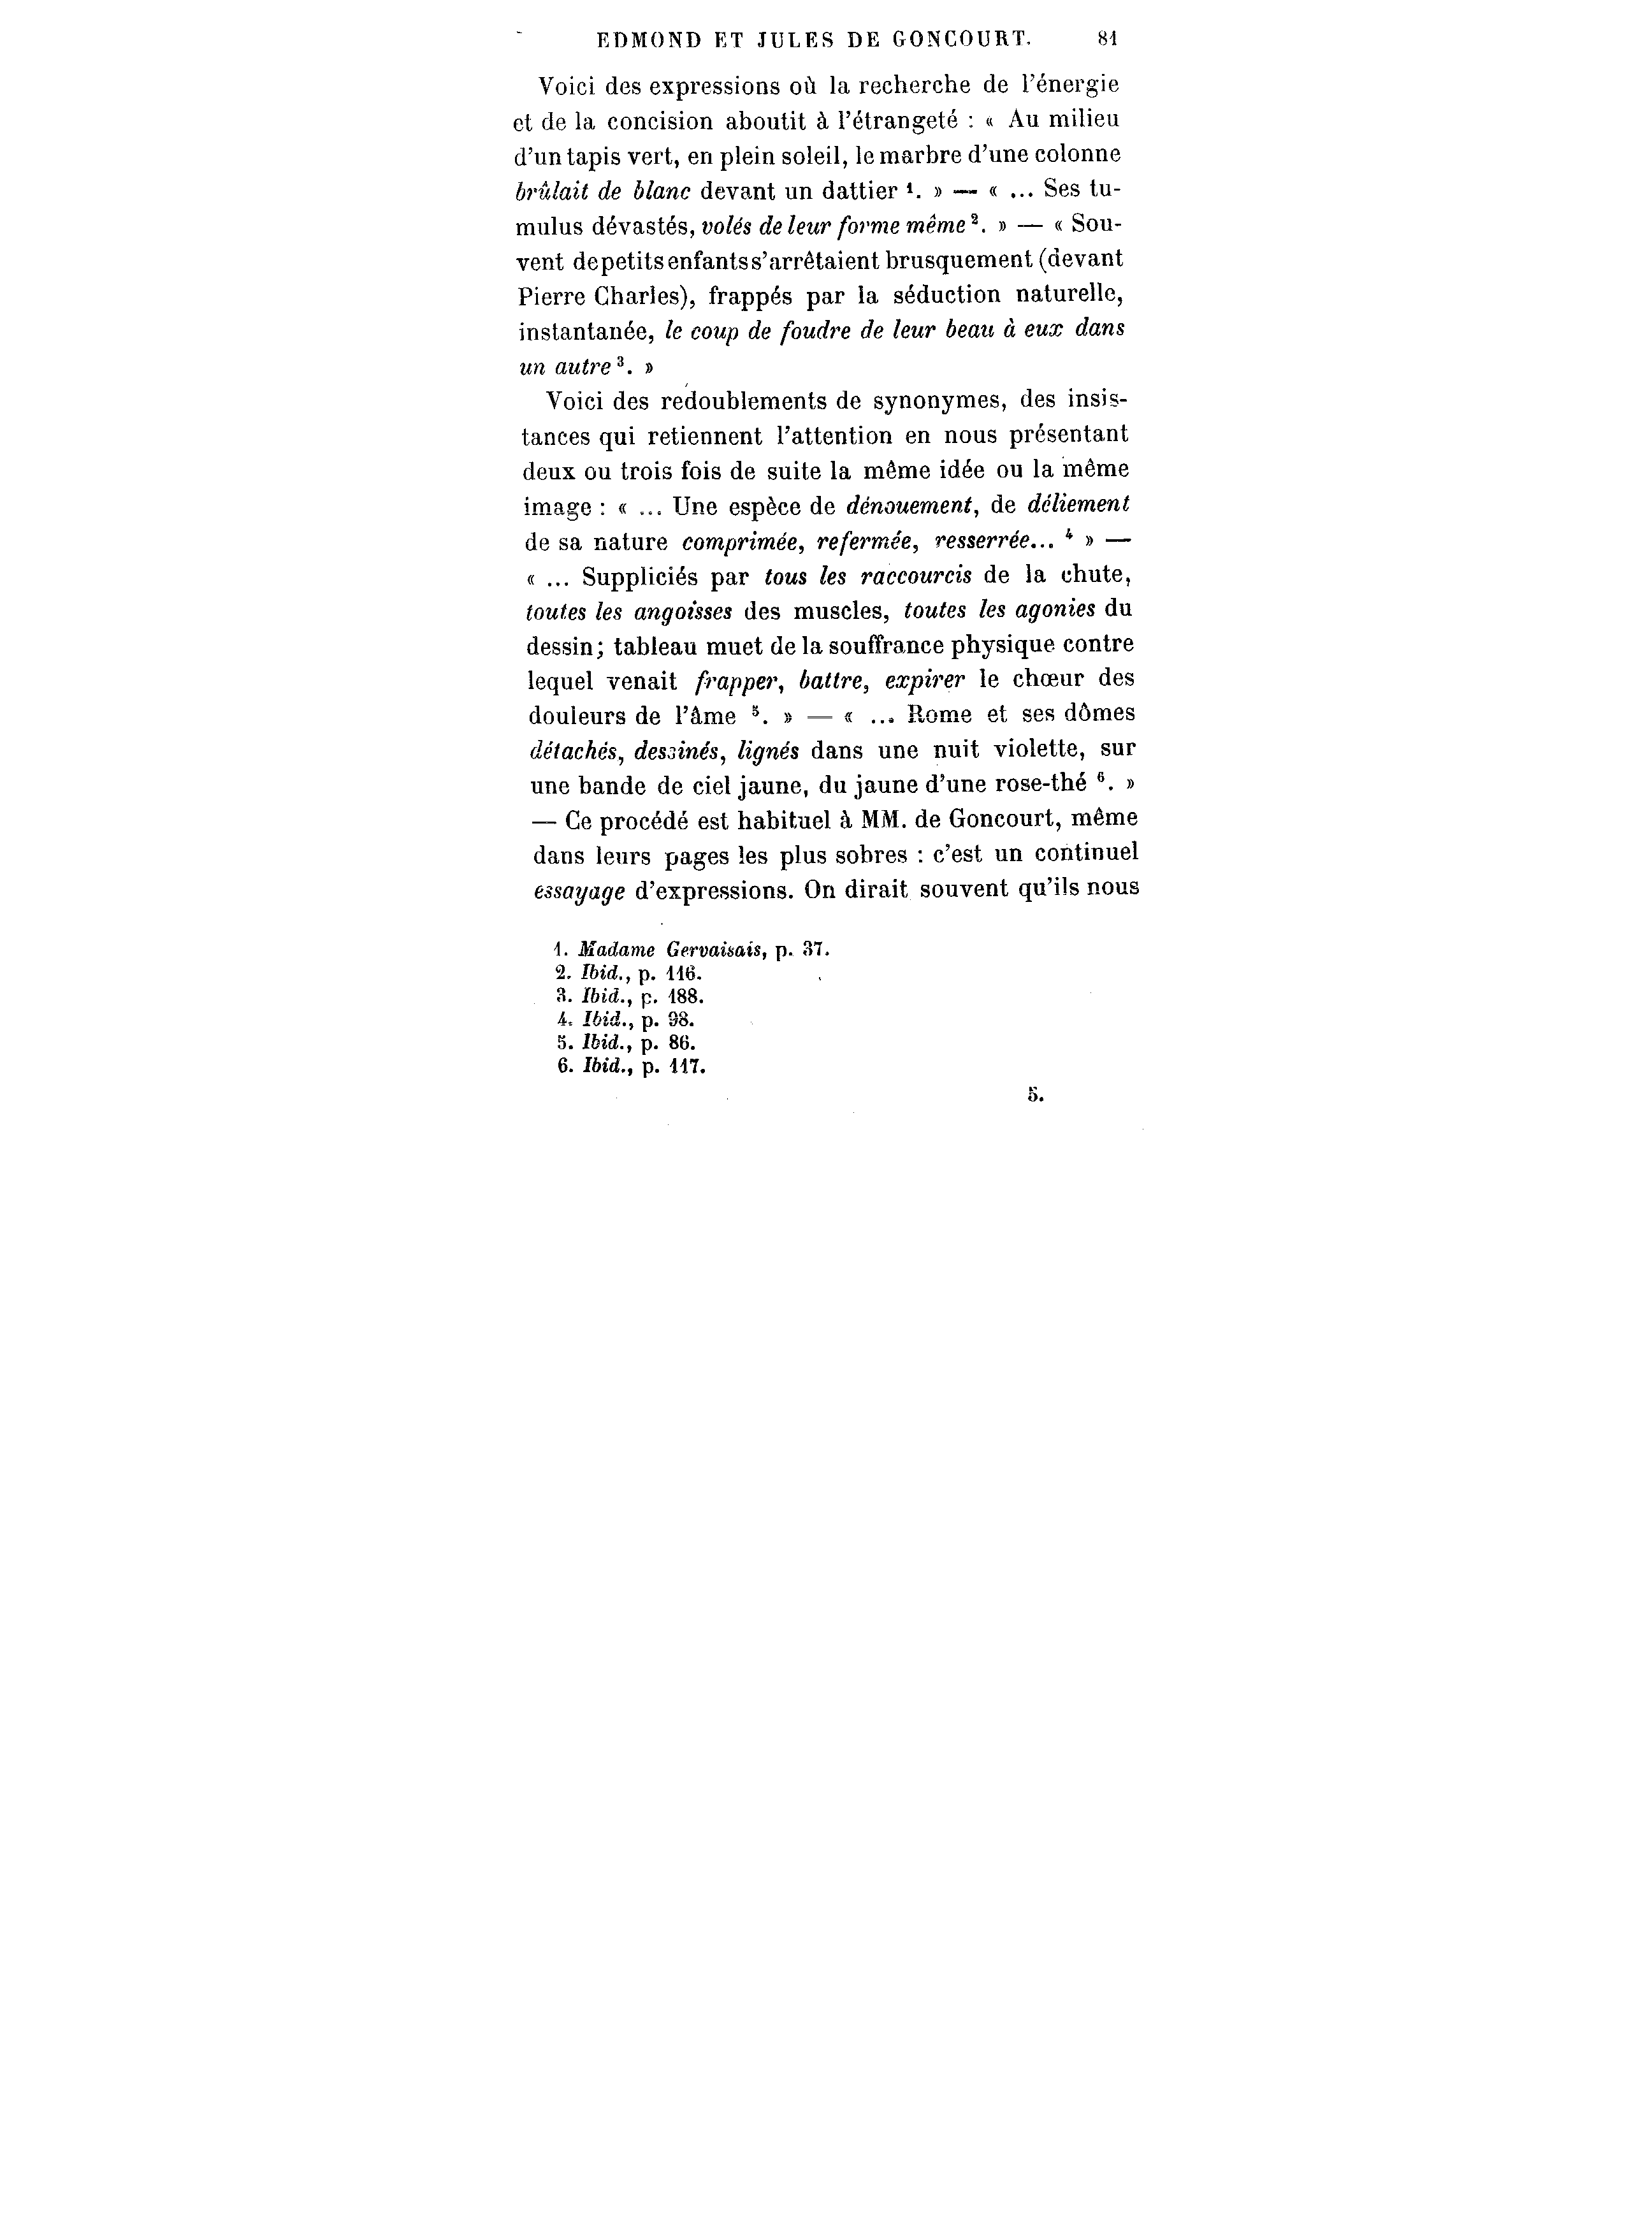 EDMOND ET JULES DE GONCOURT. 81
Voici des expressions où la recherche de l'énergie
et de la concision aboutit à l'étrangeté : « Au milieu
d'un tapis vert, en plein soleil, le marbre d'une colonne
brûlait de blanc devant un dattier ¹. » — « ... Ses tu-
mulus dévastés, volés de leur forme même ². » — « Sou-
vent de petits enfants s'arrêtaient brusquement (devant
Pierre Charles), frappés par la séduction naturelle,
instantanée, le coup de foudre de leur beau à eux dans
un autre ³. »
Voici des redoublements de synonymes, des insis-
tances qui retiennent l'attention en nous présentant
deux ou trois fois de suite la même idée ou la même
image : « ... Une espèce de dénouement, de déliement
de sa nature comprimée, refermée, resserrée... ⁴ » —
« ... Suppliciés par tous les raccourcis de la chute,
toutes les angoisses des muscles, toutes les agonies du
dessin; tableau muet de la souffrance physique contre
lequel venait frapper, battre, expirer le chœur des
douleurs de l'âme ⁵. » — « ... Rome et ses dômes
détachés, dessinés, lignés dans une nuit violette, sur
une bande de ciel jaune, du jaune d'une rose-thé ⁶. »
— Ce procédé est habituel à MM. de Goncourt, même
dans leurs pages les plus sobres : c'est un continuel
essayage d'expressions. On dirait souvent qu'ils nous
1. Madame Gervaisais, p. 37.
2. Ibid., p. 116.
3. Ibid., p. 188.
4. Ibid., p. 98.
5. Ibid., p. 86.
6. Ibid., p. 117.
5.